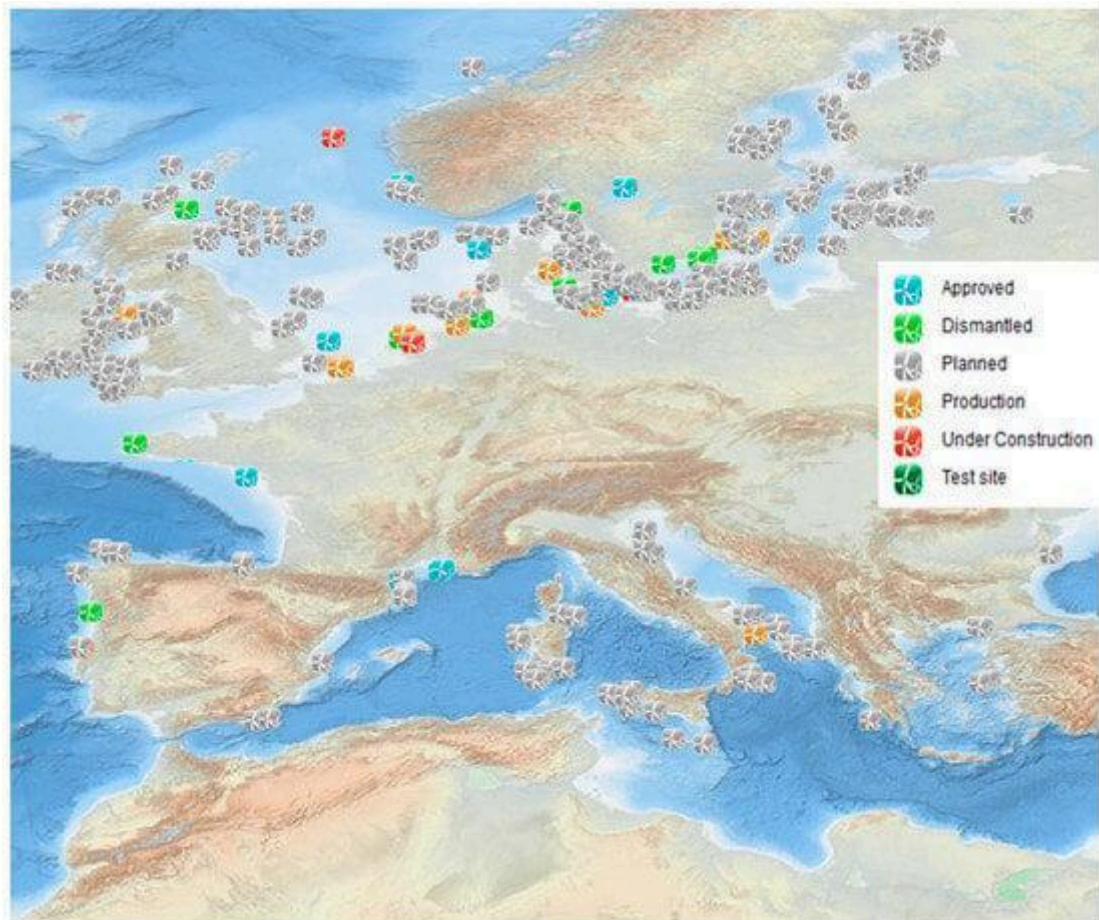 Approved
Dismantled
Planned
Production
Under Construction
Test site